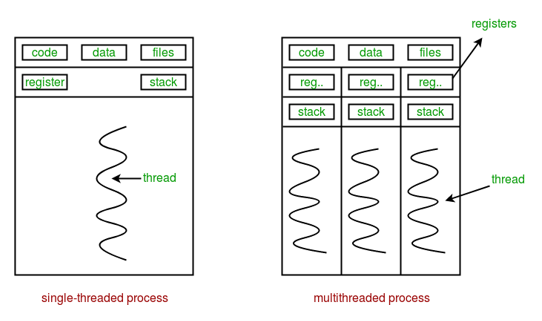 registers
code data files
code data files
register stack
reg.. reg.. reg..
stack stack stack
thread
thread
single-threaded process
multithreaded process